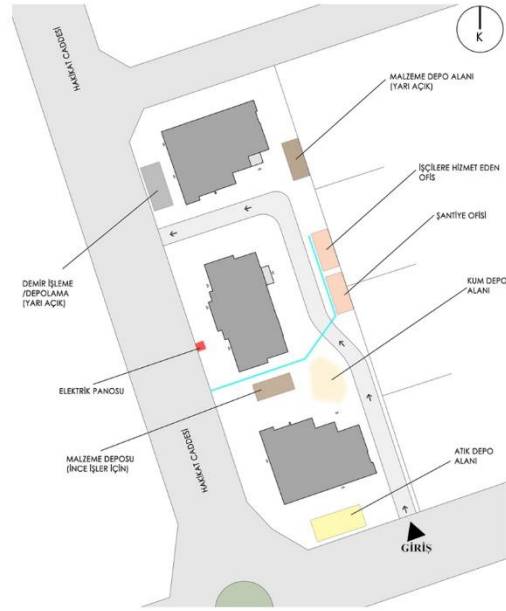 HAKİKAT CADDESİ
K
MALZEME DEPO ALANI
(YARI AÇIK)
İŞÇİLERE HİZMET EDEN
OFİS
ŞANTİYE OFİSİ
KUM DEPO
ALANI
DEMİR İŞLEME
/DEPOLAMA
(YARI AÇIK)
ELEKTRİK PANOSU
MALZEME DEPOSU
(İNCE İŞLER İÇİN)
HAKİKAT CADDESİ
ATIK DEPO
ALANI
GİRİŞ